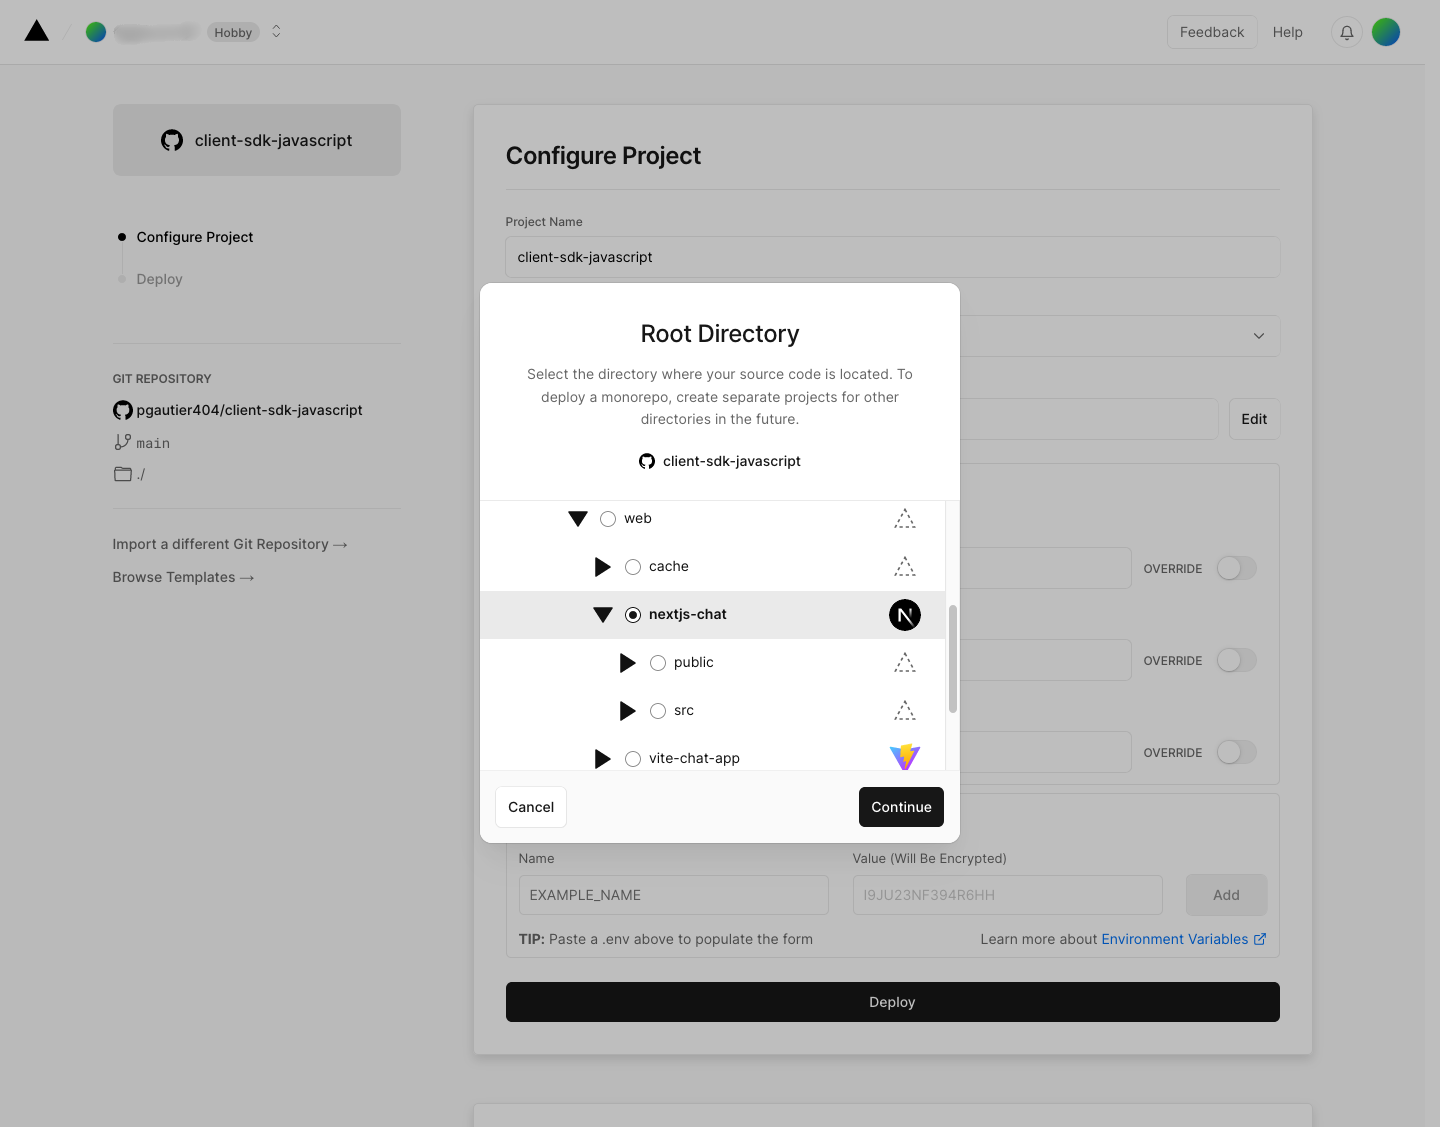 Hobby
Feedback
Help
client-sdk-javascript
Configure Project
Deploy
GIT REPOSITORY
pgautier404/client-sdk-javascript
main
./
Import a different Git Repository →
Browse Templates →
Configure Project
Project Name
client-sdk-javascript
Edit
OVERRIDE
OVERRIDE
OVERRIDE
Root Directory
Select the directory where your source code is located. To
deploy a monorepo, create separate projects for other
directories in the future.
client-sdk-javascript
web
cache
nextjs-chat
public
src
vite-chat-app
Cancel
Continue
Name
Value (Will Be Encrypted)
EXAMPLE_NAME
I9JU23NF394R6HH
Add
TIP: Paste a .env above to populate the form
Learn more about Environment Variables
Deploy